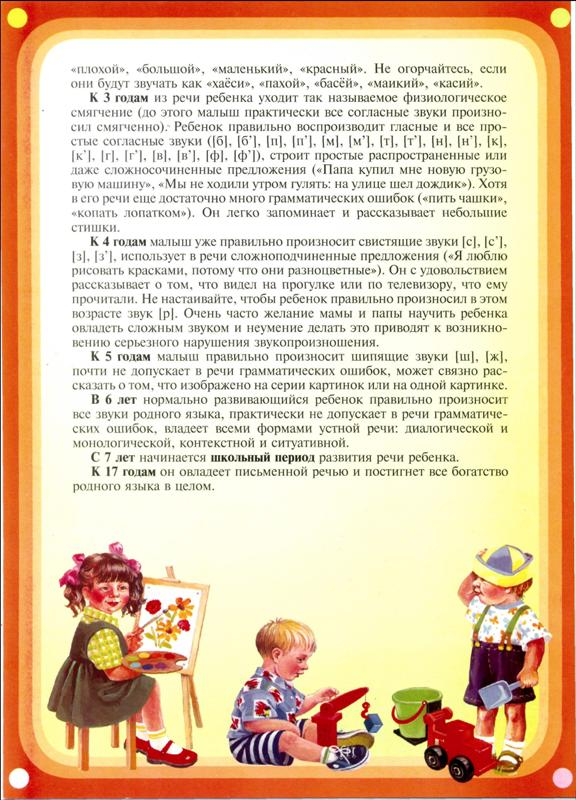 «плохой», «большой», «маленький», «красный». Не огорчайтесь, если
они будут звучать как «хаёси», «пахой», «басёй», «маикий», «касий».
К 3 годам из речи ребенка уходит так называемое физиологическое
смягчение (до этого малыш практически все согласные звуки произно-
сил смягченно). Ребенок правильно воспроизводит гласные и все про-
стые согласные звуки ([б], [б’], [п], [п’], [м], [м’], [т], [т’], [н], [н’], [к],
[к’], [г], [г’], [в], [в’], [ф], [ф’]), строит простые распространенные или
даже сложносочиненные предложения («Папа купил мне новую грузо-
вую машину», «Мы не ходили утром гулять: на улице шел дождик»). Хотя
в его речи еще достаточно много грамматических ошибок («пить чашки»,
«копать лопатком»). Он легко запоминает и рассказывает небольшие
стишки.
К 4 годам малыш уже правильно произносит свистящие звуки [с], [с’],
[з], [з’], использует в речи сложноподчиненные предложения («Я люблю
рисовать красками, потому что они разноцветные»). Он с удовольствием
рассказывает о том, что видел на прогулке или по телевизору, что ему
прочитали. Не настаивайте, чтобы ребенок правильно произносил в этом
возрасте звук [р]. Очень часто желание мамы и папы научить ребенка
овладеть сложным звуком и неумение делать это приводят к возникно-
вению серьезного нарушения звукопроизношения.
К 5 годам малыш правильно произносит шипящие звуки [ш], [ж],
почти не допускает в речи грамматических ошибок, может связно рас-
сказать о том, что изображено на серии картинок или на одной картинке.
В 6 лет нормально развивающийся ребенок правильно произносит
все звуки родного языка, практически не допускает в речи грамматиче-
ских ошибок, владеет всеми формами устной речи: диалогической и
монологической, контекстной и ситуативной.
С 7 лет начинается школьный период развития речи ребенка.
К 17 годам он овладеет письменной речью и постигнет все богатство
родного языка в целом.